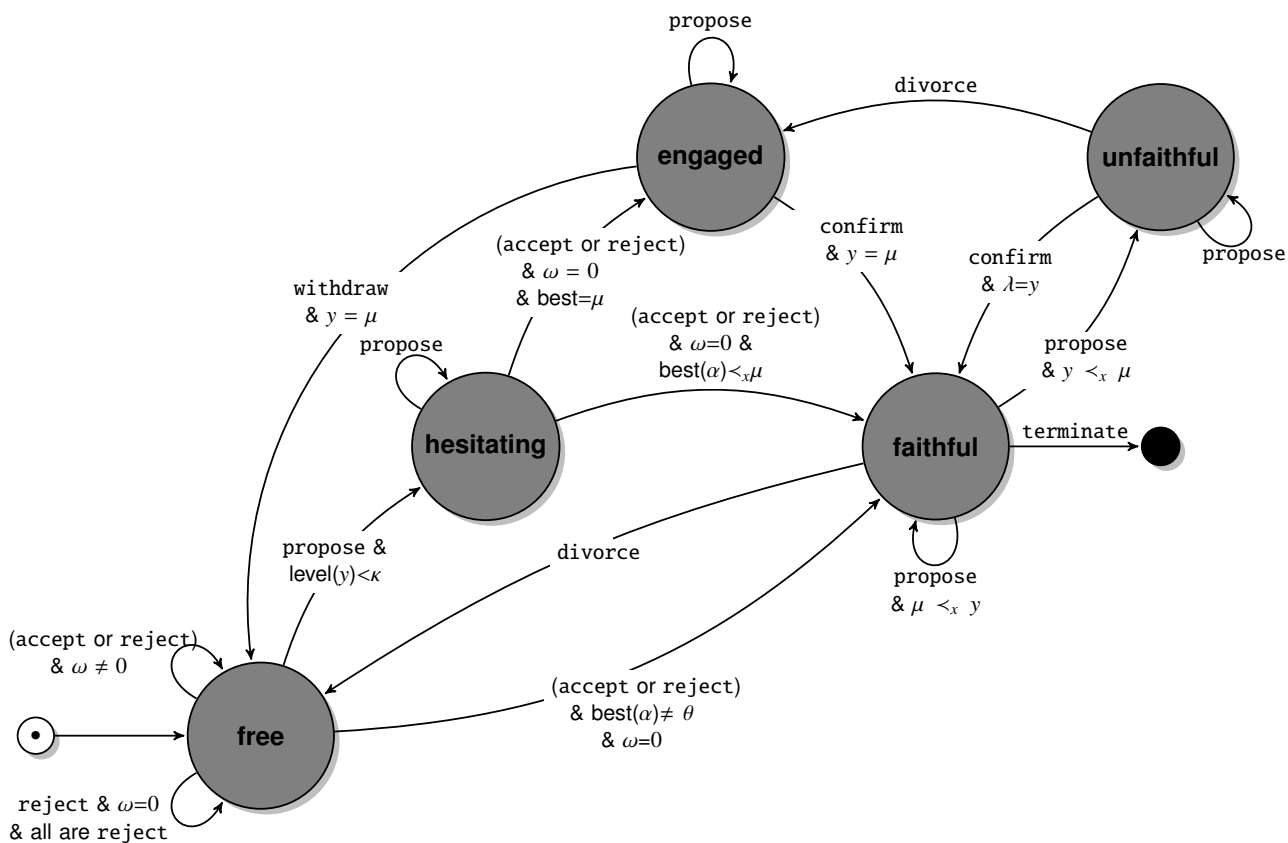 propose
divorce
engaged
unfaithful
propose
confirm
& y = μ
confirm
& λ=y
(accept or reject)
& ω = 0
& best=μ
withdraw
& y = μ
propose
(accept or reject)
& ω=0 &
best(α)≺ₓμ
propose
& y ≺ₓ μ
hesitating
faithful
terminate
propose &
level(y)<κ
divorce
propose
& μ ≺ₓ y
(accept or reject)
& ω ≠ 0
free
(accept or reject)
& best(α)≠ θ
& ω=0
reject & ω=0
& all are reject